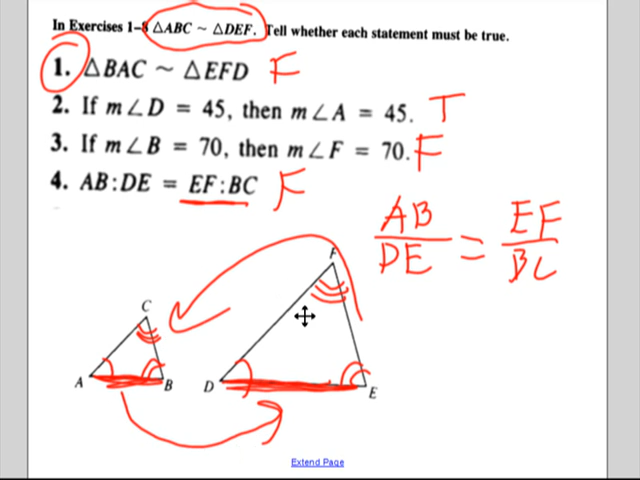 In Exercises 1–8 △ABC ~ △DEF. Tell whether each statement must be true.
1. △BAC ~ △EFD F
2. If m∠D = 45, then m∠A = 45. T
3. If m∠B = 70, then m∠F = 70. F
4. AB:DE = EF:BC F
AB/DE = EF/BC
F
C
A
B
D
E
Extend Page